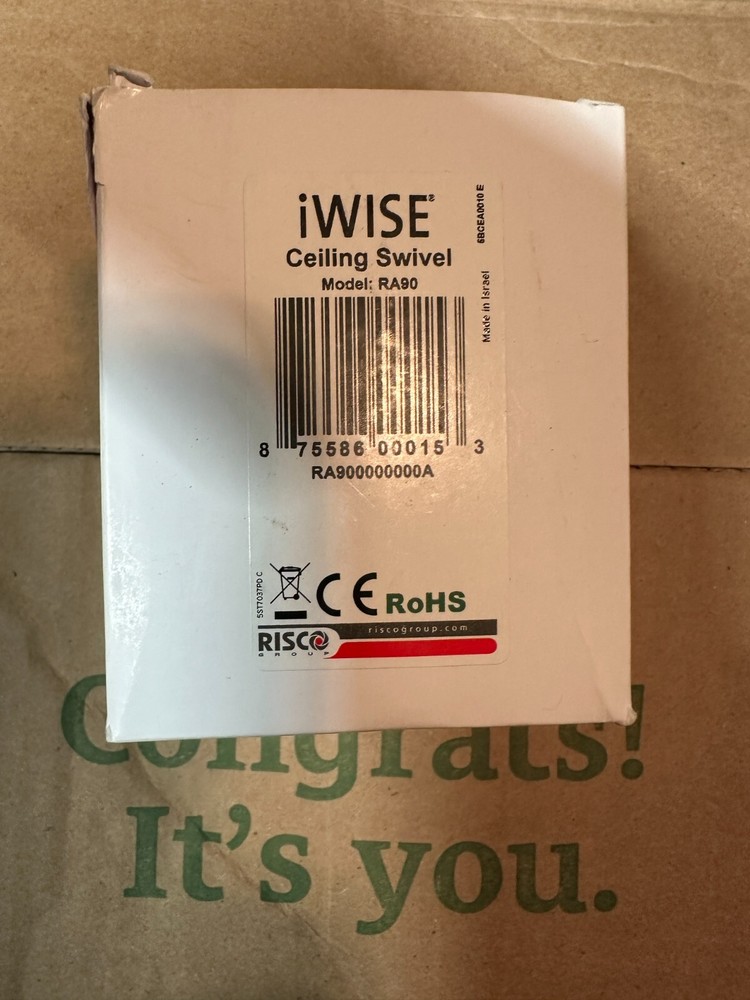 iWISE®
Ceiling Swivel
Model: RA90
8 75586 00015 3
RA900000000A
Made in Israel
6BCEA0010 E
5ST7037PD C
CE RoHS
RISCO
GROUP
riscogroup.com
Congrats!
It's you.